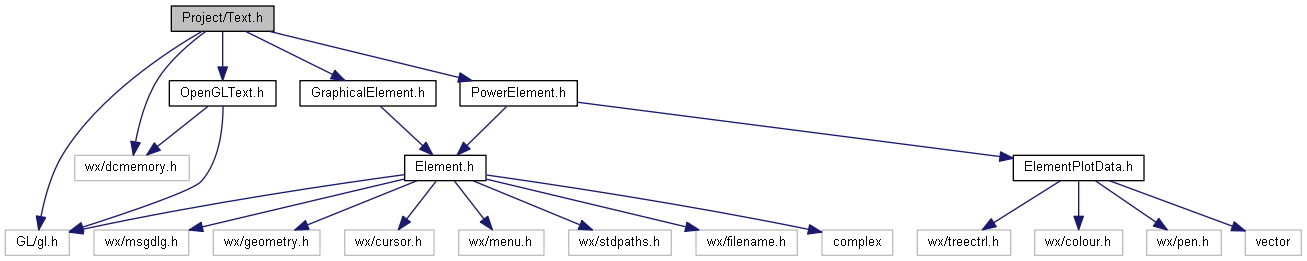 Project/Text.h
OpenGLText.h
GraphicalElement.h
PowerElement.h
wx/dcmemory.h
Element.h
ElementPlotData.h
GL/gl.h
wx/msgdlg.h
wx/geometry.h
wx/cursor.h
wx/menu.h
wx/stdpaths.h
wx/filename.h
complex
wx/treectrl.h
wx/colour.h
wx/pen.h
vector